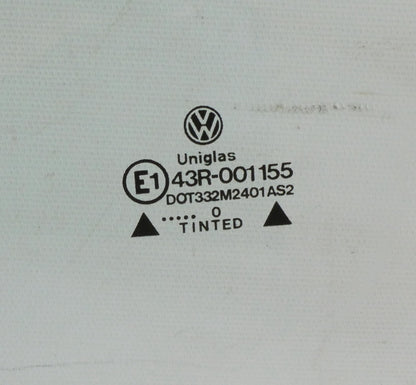 Uniglas
E1 43R-001155
DOT332M2401AS2
..... 0
TINTED